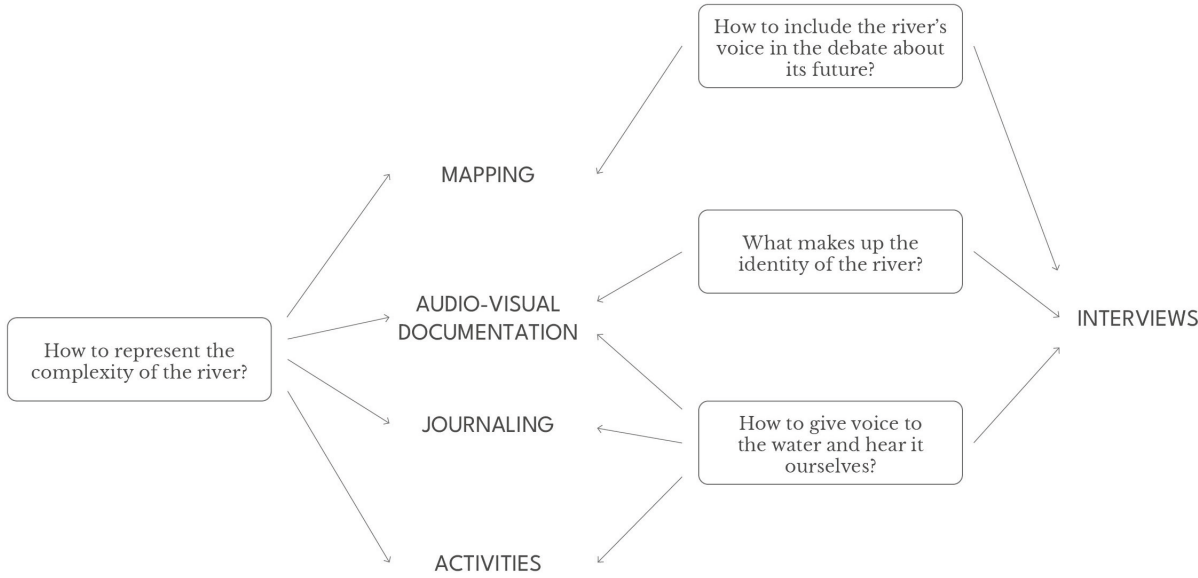 How to include the river’s
voice in the debate about
its future?
MAPPING
What makes up the
identity of the river?
AUDIO-VISUAL
DOCUMENTATION
INTERVIEWS
How to represent the
complexity of the river?
JOURNALING
How to give voice to
the water and hear it
ourselves?
ACTIVITIES